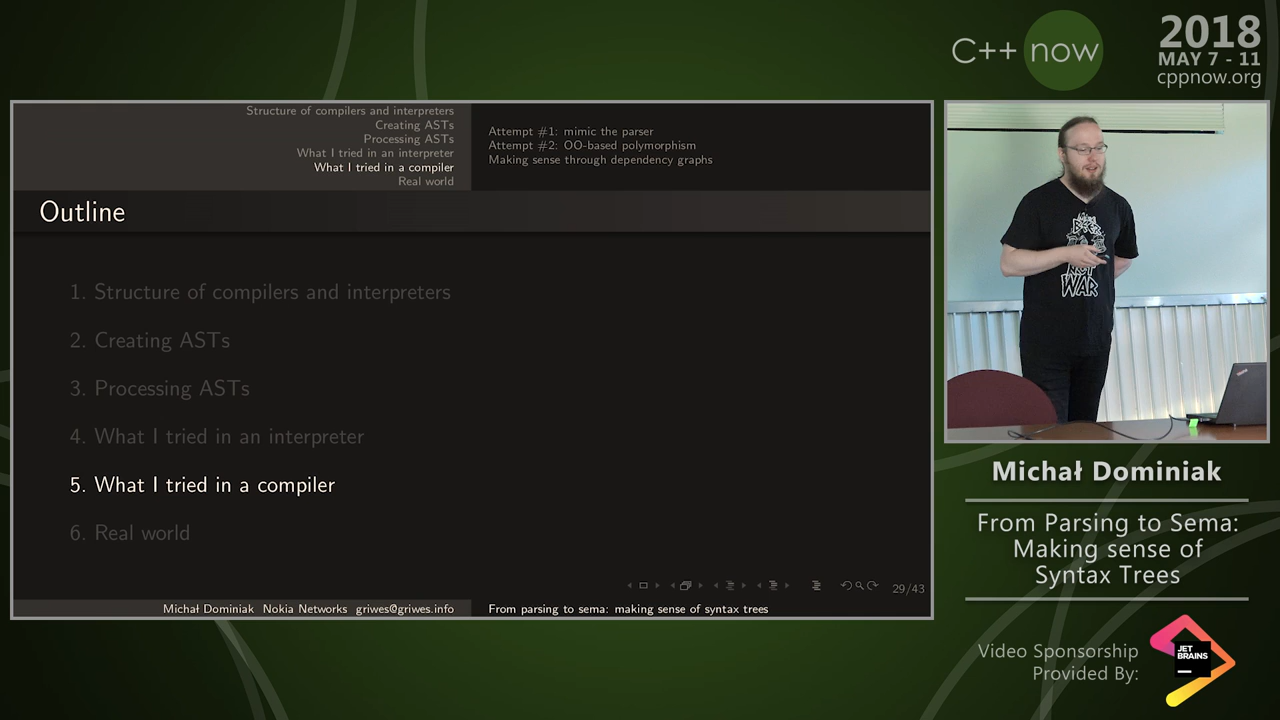 C++ now
2018
MAY 7 - 11
cppnow.org
Structure of compilers and interpreters
Creating ASTs
Processing ASTs
What I tried in an interpreter
What I tried in a compiler
Real world
Attempt #1: mimic the parser
Attempt #2: OO-based polymorphism
Making sense through dependency graphs
Outline
1. Structure of compilers and interpreters
2. Creating ASTs
3. Processing ASTs
4. What I tried in an interpreter
5. What I tried in a compiler
6. Real world
29/43
Michał Dominiak Nokia Networks griwes@griwes.info
From parsing to sema: making sense of syntax trees
BEER
NOT
WAR
Michał Dominiak
From Parsing to Sema:
Making sense of
Syntax Trees
Video Sponsorship
Provided By:
JET
BRAINS